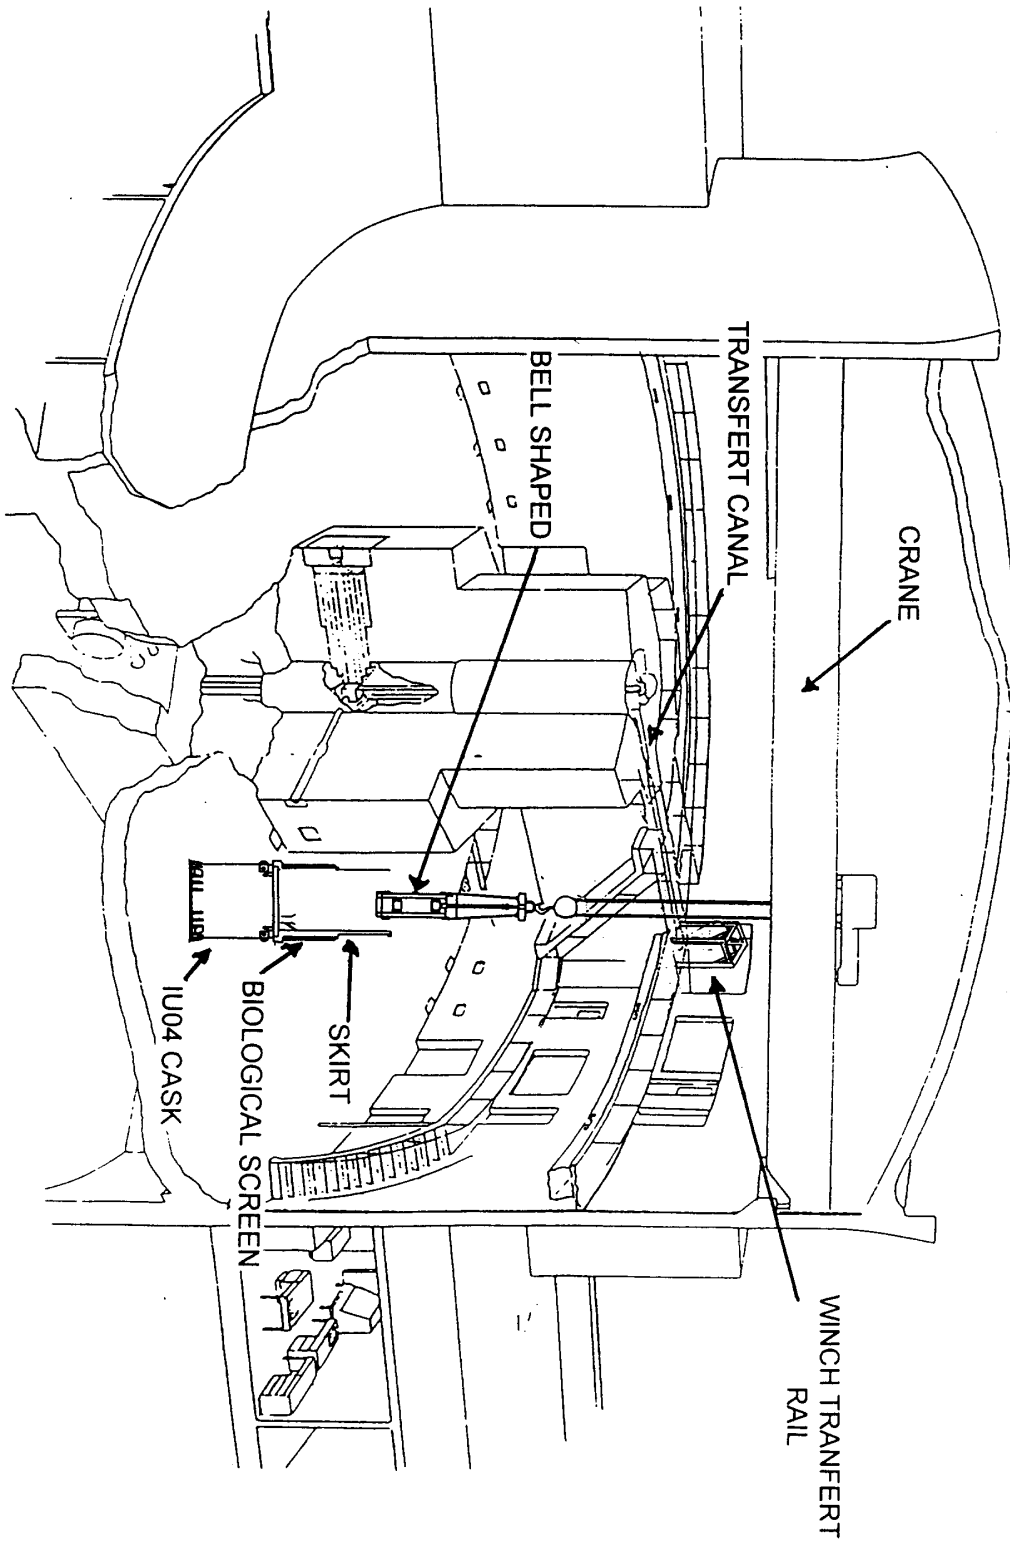 CRANE
TRANSFERT CANAL
BELL SHAPED
WINCH TRANFERT
RAIL
SKIRT
BIOLOGICAL SCREEN
IU04 CASK